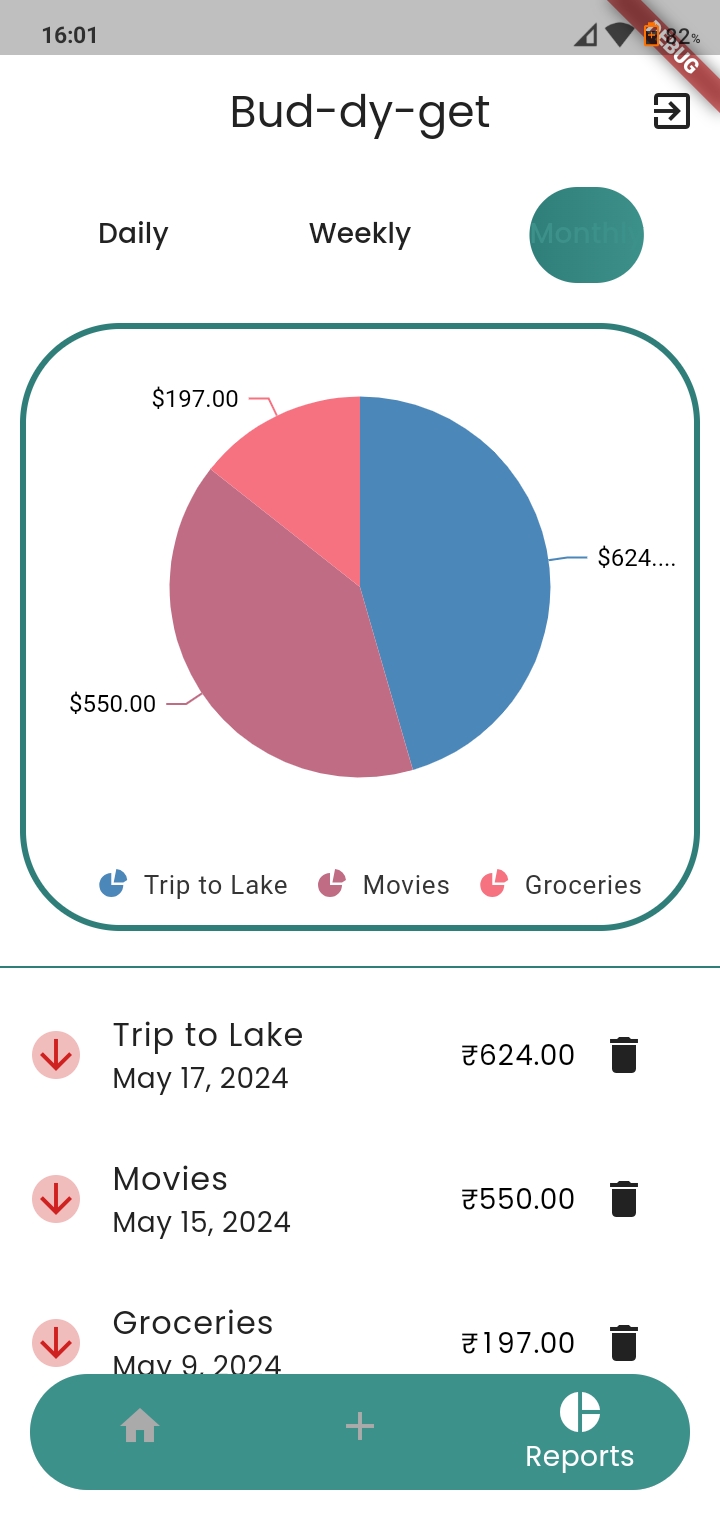 16:01
82%
DEBUG
Bud-dy-get
Daily Weekly Monthly
$197.00
$624....
$550.00
Trip to Lake Movies Groceries
Trip to Lake
May 17, 2024
₹624.00
Movies
May 15, 2024
₹550.00
Groceries
May 9, 2024
₹197.00
Reports